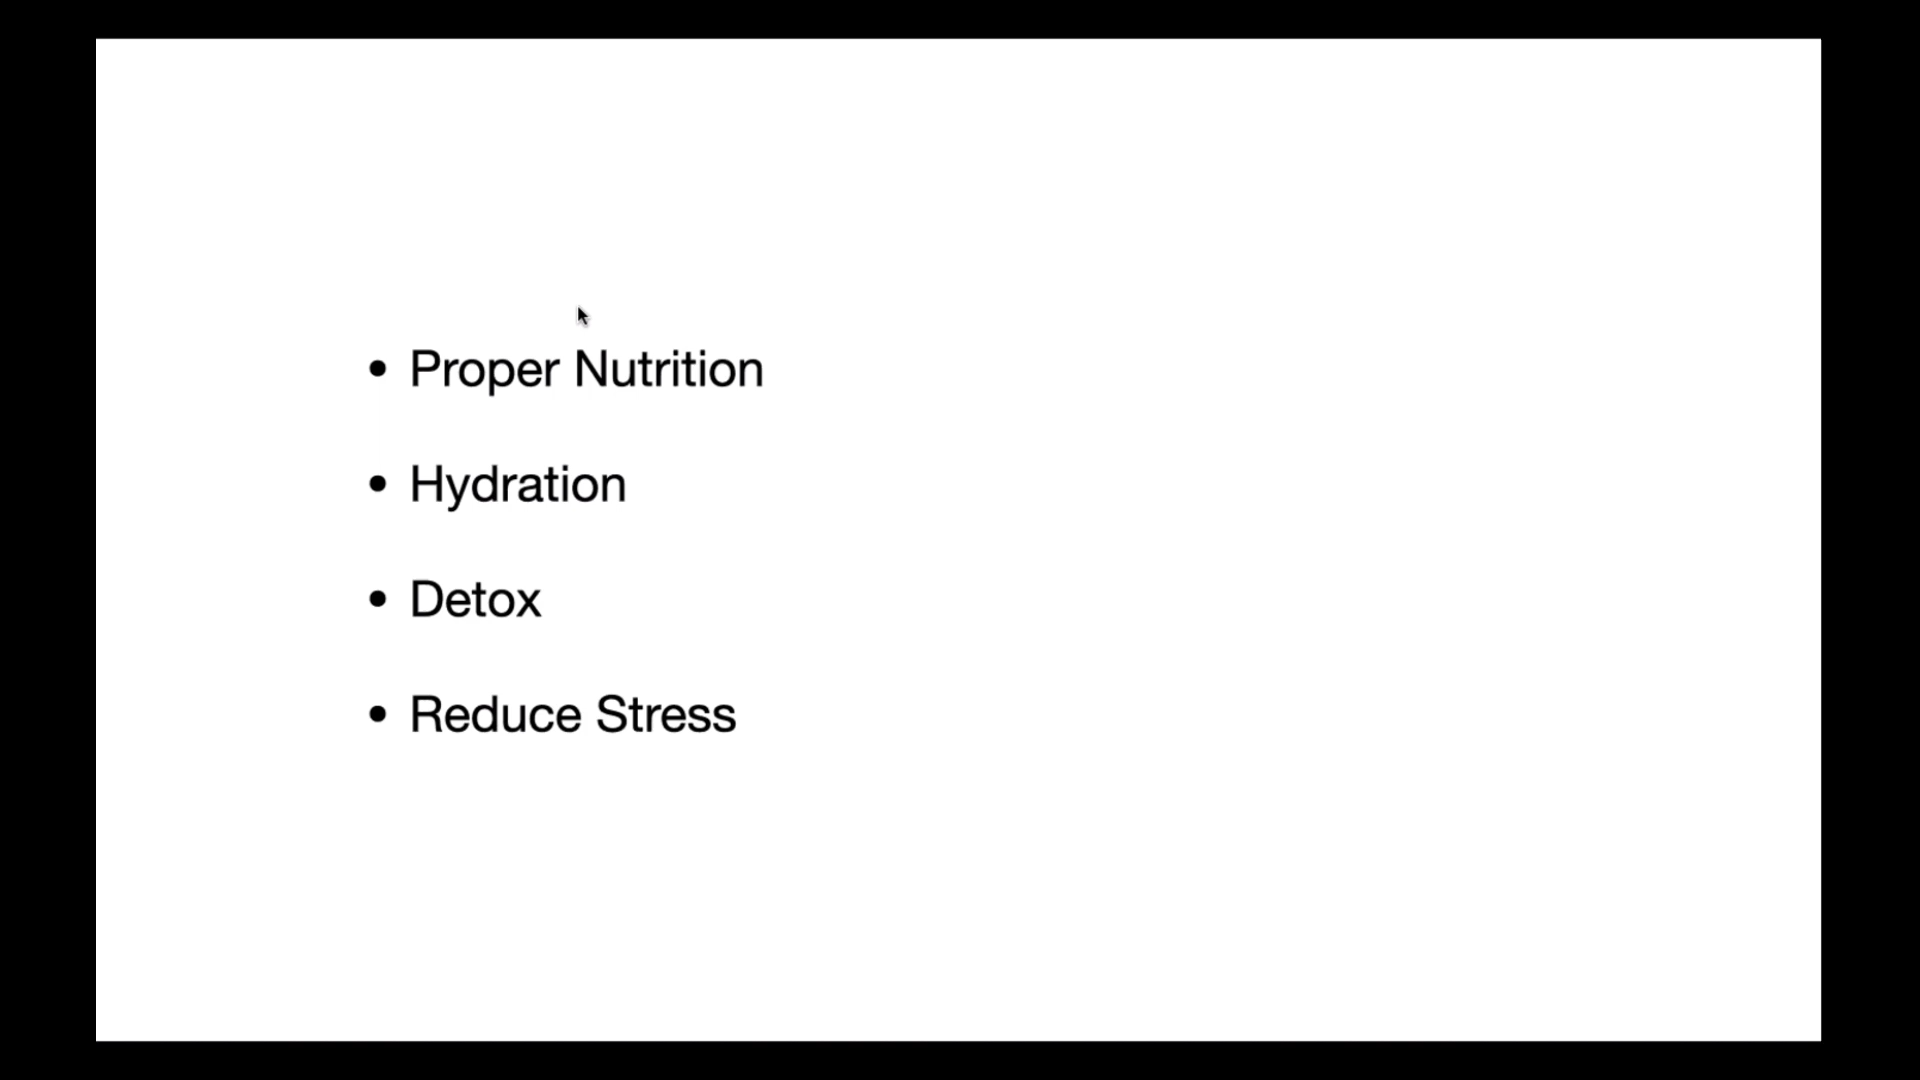 • Proper Nutrition
• Hydration
• Detox
• Reduce Stress